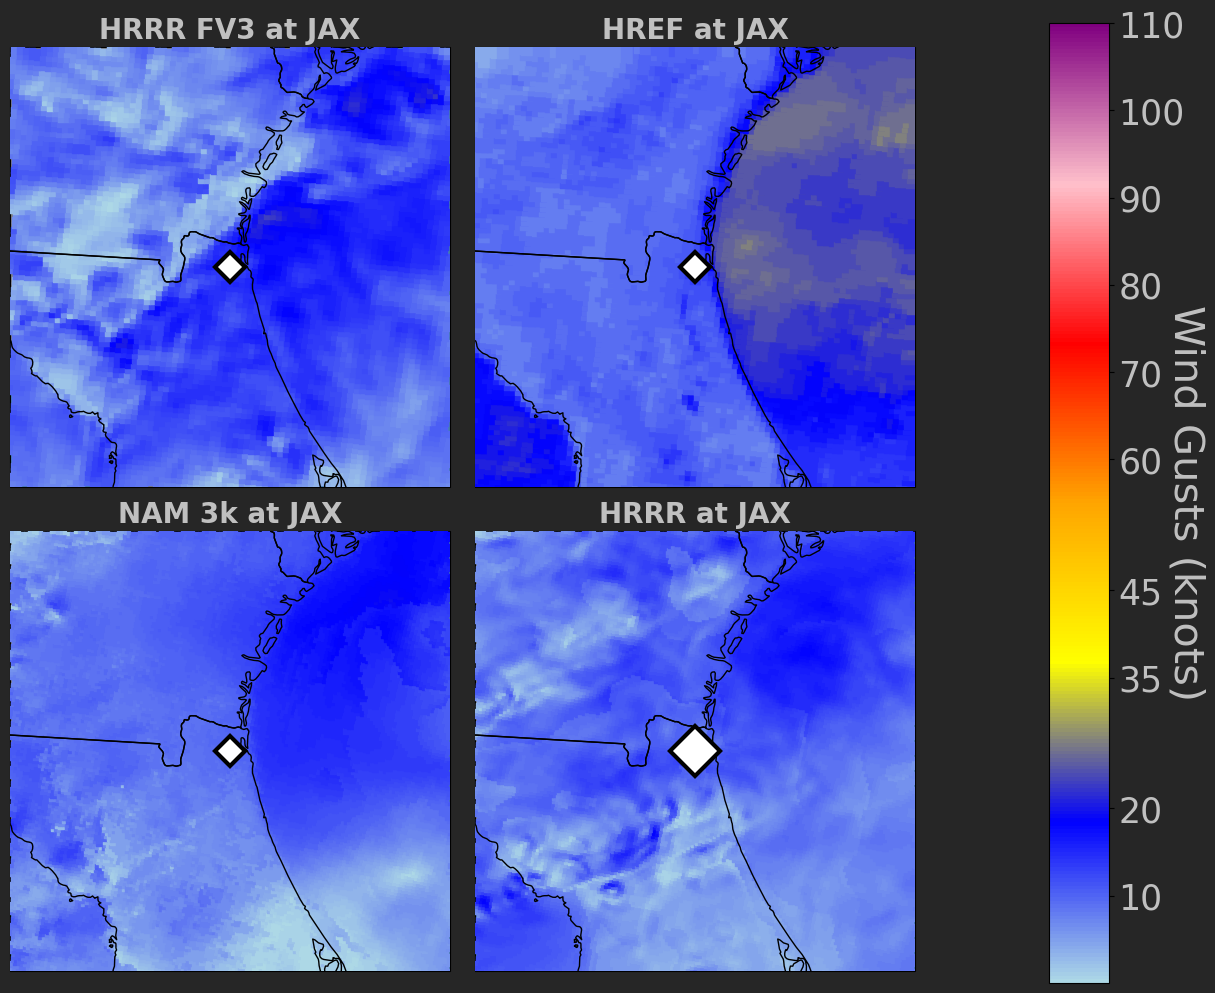 HRRR FV3 at JAX
HREF at JAX
NAM 3k at JAX
HRRR at JAX
110
100
90
80
70
60
45
35
20
10
Wind Gusts (knots)